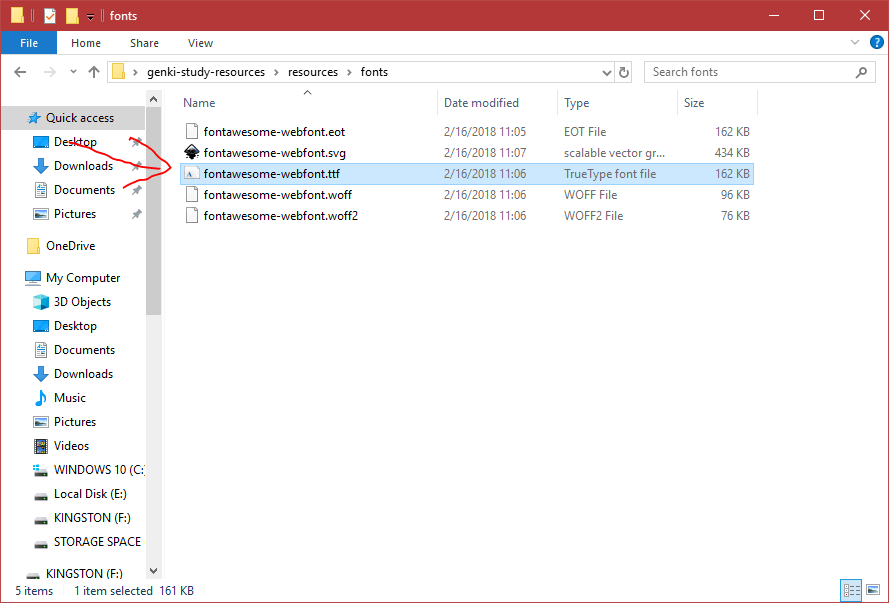 fonts
File Home Share View
genki-study-resources > resources > fonts Search fonts
Name Date modified Type Size
Quick access
Desktop
Downloads
Documents
Pictures
OneDrive
My Computer
3D Objects
Desktop
Documents
Downloads
Music
Pictures
Videos
WINDOWS 10 (C:
Local Disk (E:)
KINGSTON (F:)
STORAGE SPACE
KINGSTON (F:)
fontawesome-webfont.eot 2/16/2018 11:05 EOT File 162 KB
fontawesome-webfont.svg 2/16/2018 11:07 scalable vector gr... 434 KB
fontawesome-webfont.ttf 2/16/2018 11:06 TrueType font file 162 KB
fontawesome-webfont.woff 2/16/2018 11:06 WOFF File 96 KB
fontawesome-webfont.woff2 2/16/2018 11:06 WOFF2 File 76 KB
5 items 1 item selected 161 KB